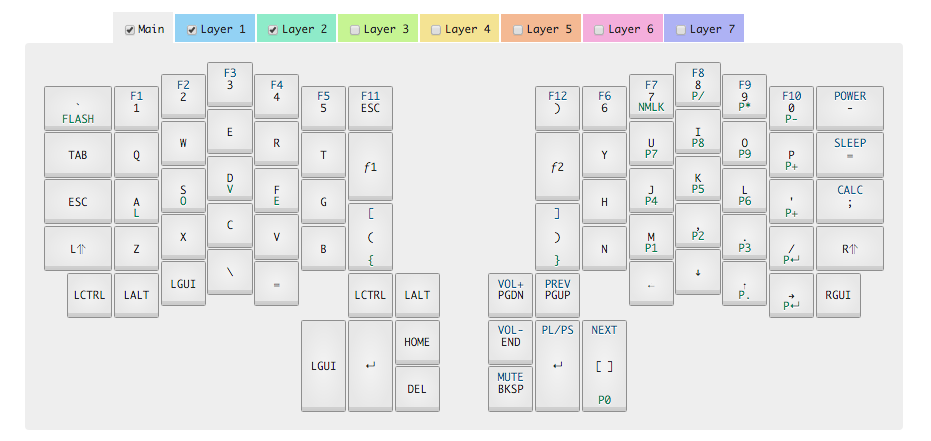 Main Layer 1 Layer 2 Layer 3 Layer 4 Layer 5 Layer 6 Layer 7
F3 F8
3 8
P/
F2 F4 F7 F9
2 4 7 9
NMLK P*
F1 F5 F11 F12 F6 F10 POWER
` 1 5 ESC ) 6 0 -
FLASH P-
E I
P8
W R U O
P7 P9
TAB Q T ƒ1 ƒ2 Y P SLEEP
P+ =
D K
V P5
S F J L
O E P4 P6
ESC A G H ' CALC
L P+ ;
C ,
P2
X V M .
P1 P3
[ ]
L⇑ Z B ( ) N / R⇑
{ } P↵
\ ↓
LGUI = ← ↑
P.
LCTRL LALT LCTRL LALT VOL+ PREV → RGUI
PGDN PGUP P↵
HOME VOL- PL/PS NEXT
END
LGUI ↵ ↵ [ ]
DEL MUTE
BKSP P0